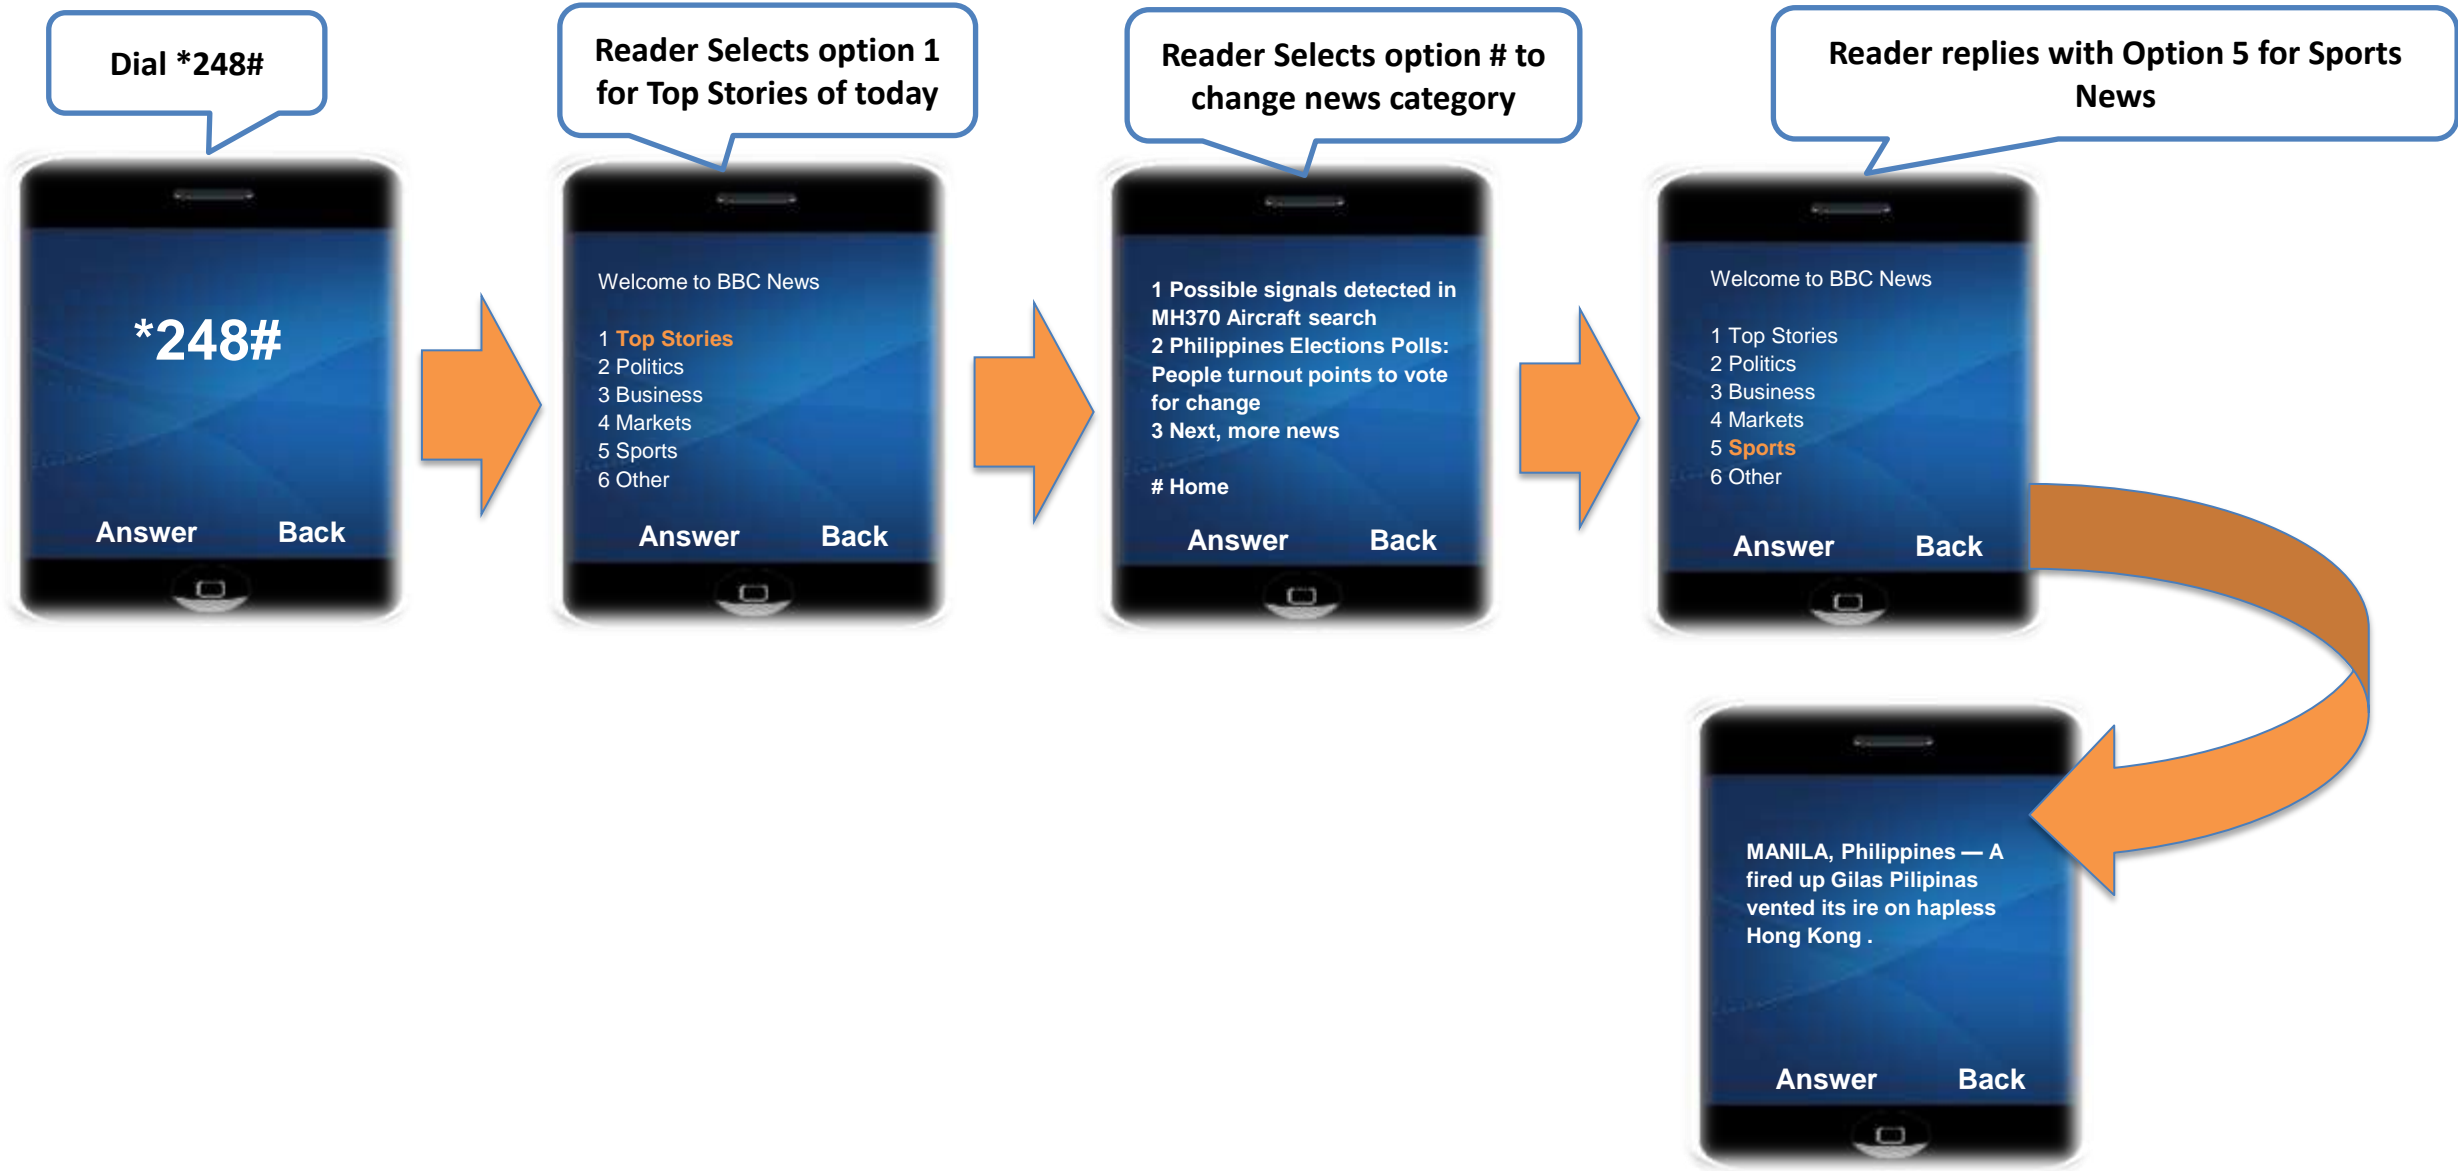 Dial *248#
*248#
Answer Back
Reader Selects option 1
for Top Stories of today
Welcome to BBC News
1 Top Stories
2 Politics
3 Business
4 Markets
5 Sports
6 Other
Answer Back
Reader Selects option # to
change news category
1 Possible signals detected in
MH370 Aircraft search
2 Philippines Elections Polls:
People turnout points to vote
for change
3 Next, more news
# Home
Answer Back
Reader replies with Option 5 for Sports
News
Welcome to BBC News
1 Top Stories
2 Politics
3 Business
4 Markets
5 Sports
6 Other
Answer Back
MANILA, Philippines — A
fired up Gilas Pilipinas
vented its ire on hapless
Hong Kong .
Answer Back